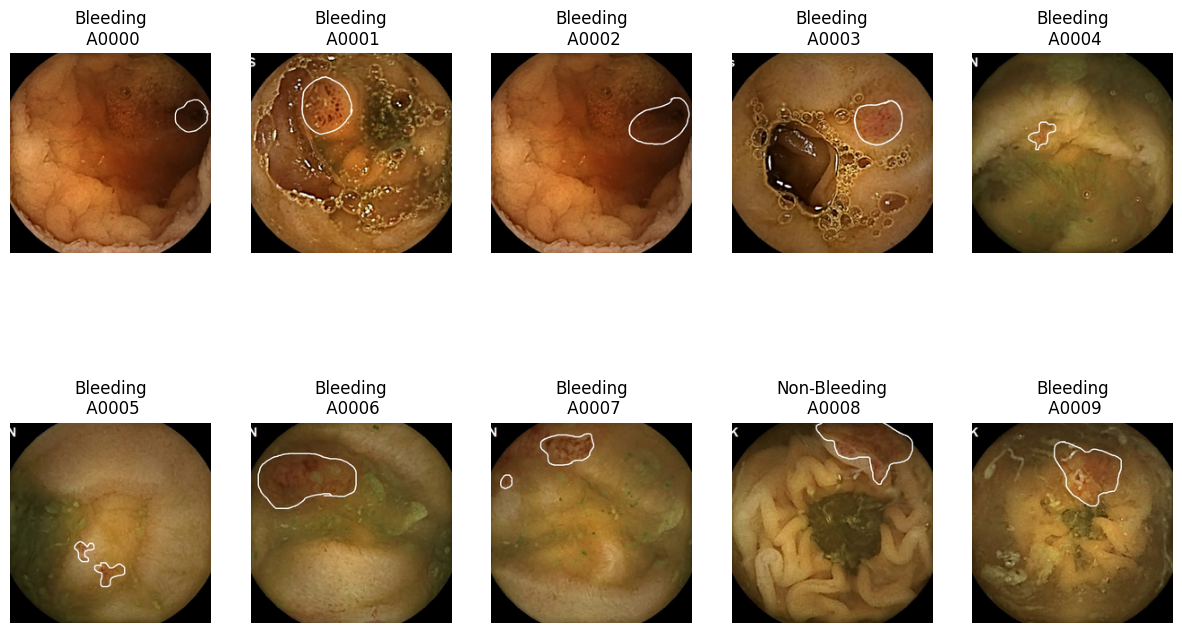 Bleeding
A0000
Bleeding
A0001
Bleeding
A0002
Bleeding
A0003
Bleeding
A0004
S
s
N
Bleeding
A0005
Bleeding
A0006
Bleeding
A0007
Non-Bleeding
A0008
Bleeding
A0009
N
N
N
K
K